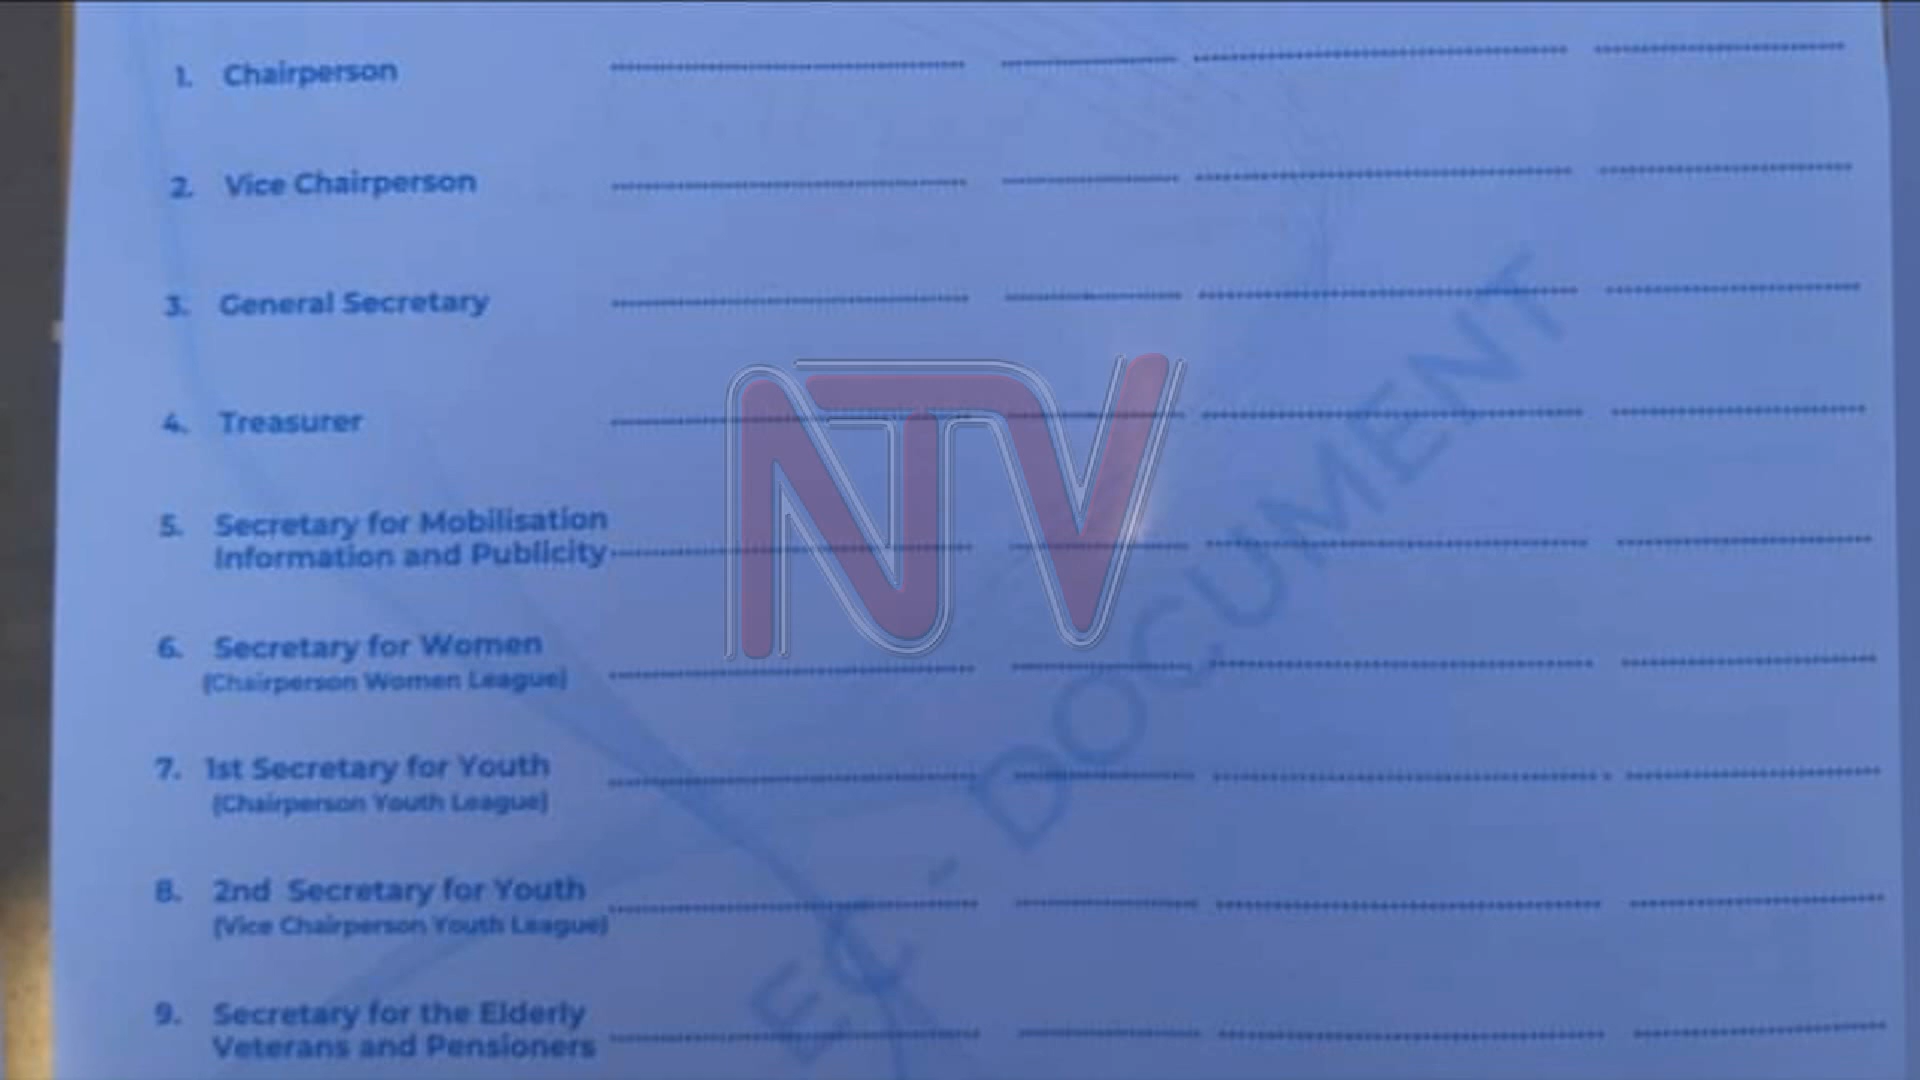 1. Chairperson
2. Vice Chairperson
3. General Secretary
4. Treasurer
5. Secretary for Mobilisation
Information and Publicity
6. Secretary for Women
(Chairperson Women League)
7. 1st Secretary for Youth
(Chairperson Youth League)
8. 2nd Secretary for Youth
(Vice Chairperson Youth League)
9. Secretary for the Elderly
Veterans and Pensioners
NTV
EC - DOCUMENT